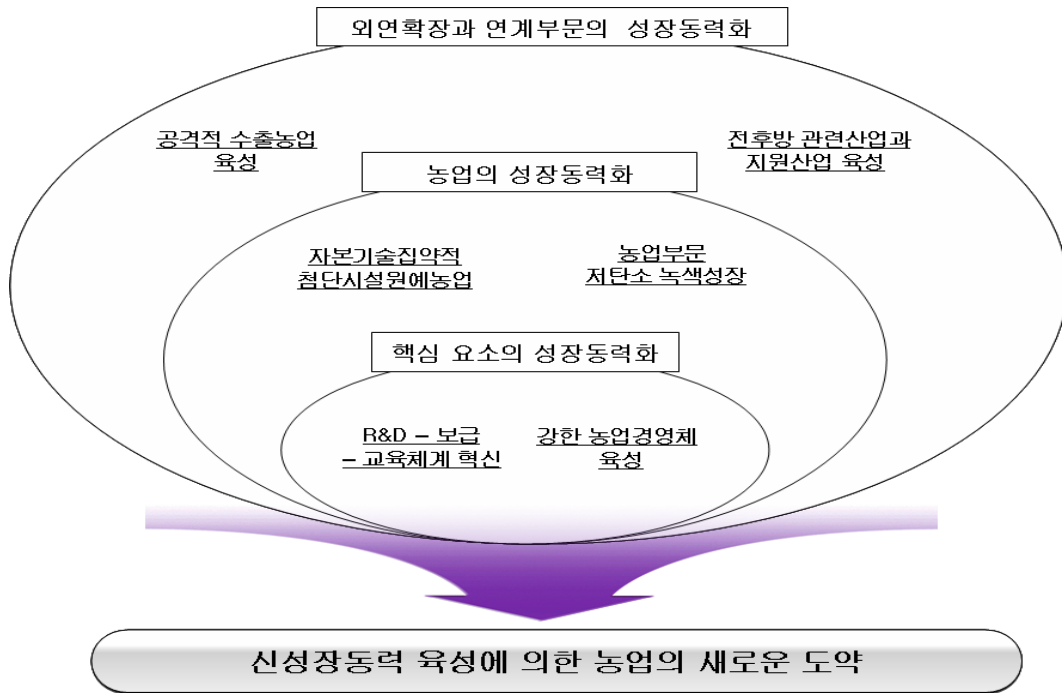 외연확장과 연계부문의 성장동력화
공격적 수출농업
육성
전후방 관련산업과
지원산업 육성
농업의 성장동력화
자본기술집약적
첨단시설원예농업
농업부문
저탄소 녹색성장
핵심 요소의 성장동력화
R&D – 보급
– 교육체계 혁신
강한 농업경영체
육성
신성장동력 육성에 의한 농업의 새로운 도약